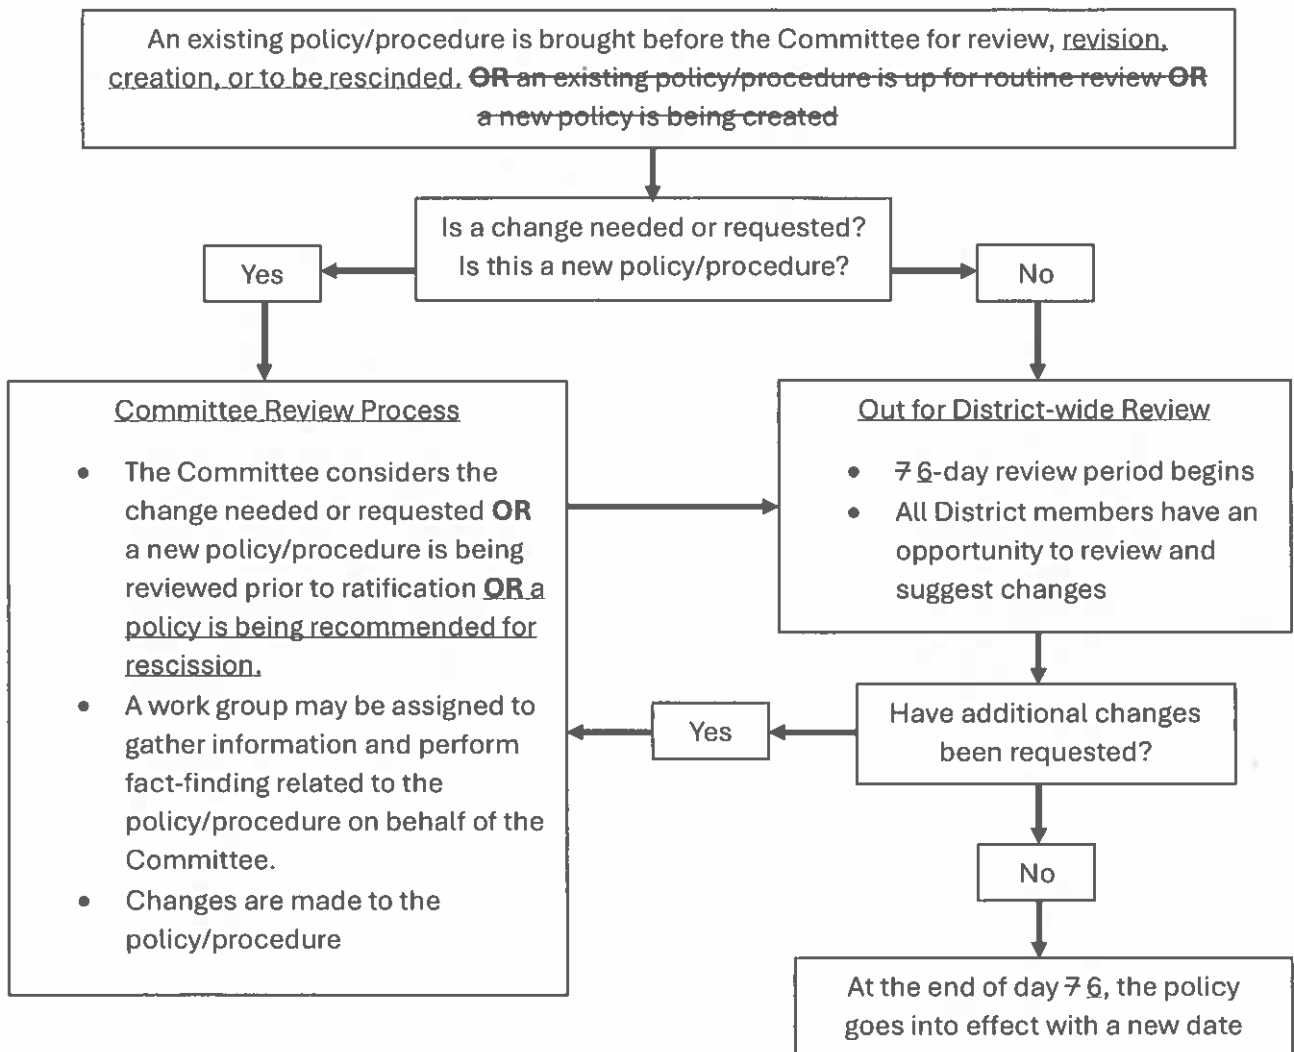 An existing policy/procedure is brought before the Committee for review, revision,
creation, or to be rescinded. OR an existing policy/procedure is up for routine review OR
a new policy is being created
Is a change needed or requested?
Is this a new policy/procedure?
Yes
No
Committee Review Process
• The Committee considers the
change needed or requested OR
a new policy/procedure is being
reviewed prior to ratification OR a
policy is being recommended for
rescission.
• A work group may be assigned to
gather information and perform
fact-finding related to the
policy/procedure on behalf of the
Committee.
• Changes are made to the
policy/procedure
Out for District-wide Review
• 7 6-day review period begins
• All District members have an
opportunity to review and
suggest changes
Have additional changes
been requested?
Yes
No
At the end of day 7 6, the policy
goes into effect with a new date